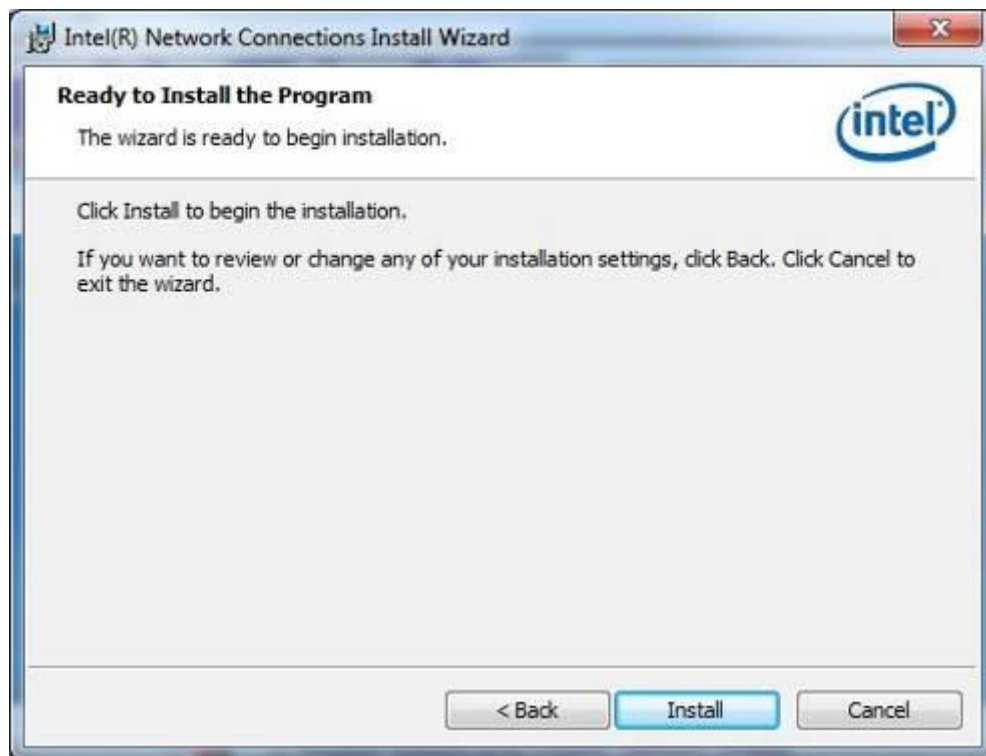 Intel(R) Network Connections Install Wizard
Ready to Install the Program
The wizard is ready to begin installation.
intel
Click Install to begin the installation.
If you want to review or change any of your installation settings, click Back. Click Cancel to
exit the wizard.
< Back
Install
Cancel